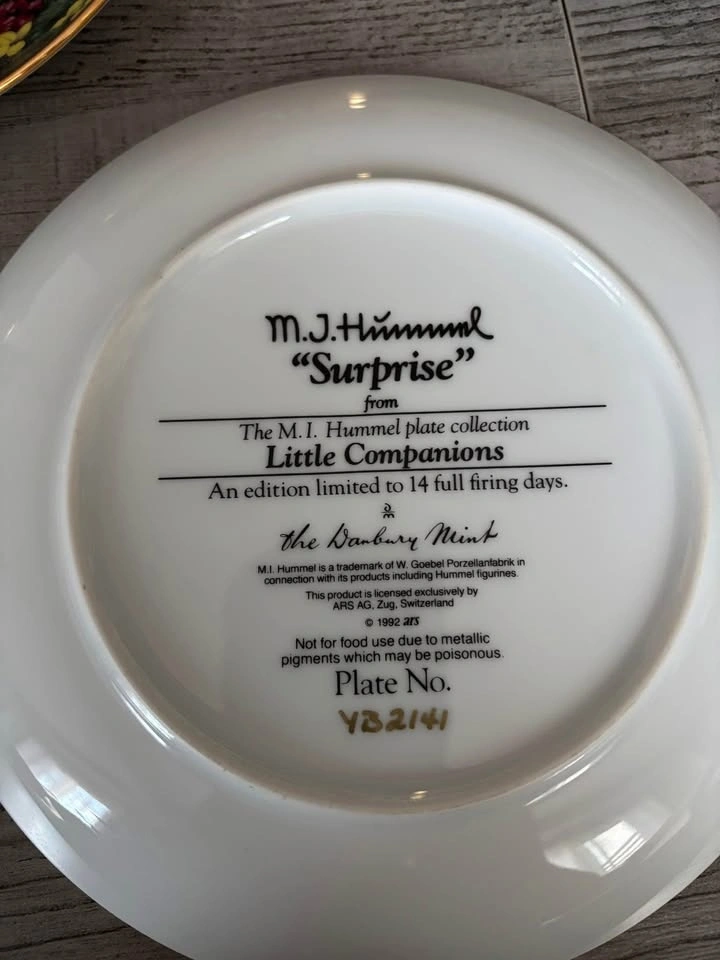 M.J.Hummel
“Surprise”
from
The M.I. Hummel plate collection
Little Companions
An edition limited to 14 full firing days.
the Danbury Mint
M.I. Hummel is a trademark of W. Goebel Porzellanfabrik in
connection with its products including Hummel figurines.
This product is licensed exclusively by
ARS AG, Zug, Switzerland
© 1992 ars
Not for food use due to metallic
pigments which may be poisonous.
Plate No.
YB2141